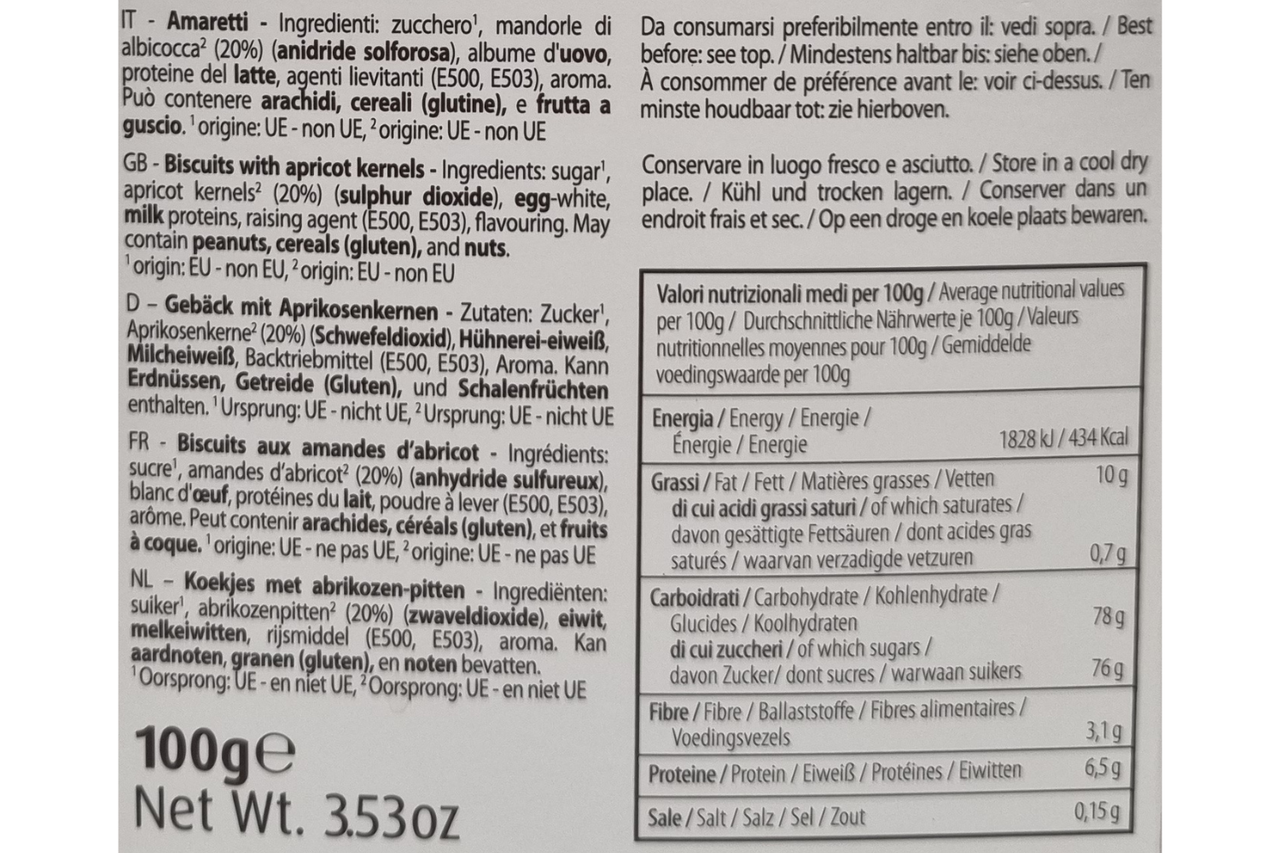 IT - Amaretti - Ingredienti: zucchero¹, mandorle di
albicocca² (20%) (anidride solforosa), albume d'uovo,
proteine del latte, agenti lievitanti (E500, E503), aroma.
Può contenere arachidi, cereali (glutine), e frutta a
guscio. ¹ origine: UE - non UE, ² origine: UE - non UE
GB - Biscuits with apricot kernels - Ingredients: sugar¹,
apricot kernels² (20%) (sulphur dioxide), egg-white,
milk proteins, raising agent (E500, E503), flavouring. May
contain peanuts, cereals (gluten), and nuts.
¹ origin: EU - non EU, ² origin: EU - non EU
D – Gebäck mit Aprikosenkernen - Zutaten: Zucker¹,
Aprikosenkerne² (20%) (Schwefeldioxid), Hühnerei-eiweiß,
Milcheiweiß, Backtriebmittel (E500, E503), Aroma. Kann
Erdnüssen, Getreide (Gluten), und Schalenfrüchten
enthalten. ¹ Ursprung: UE - nicht UE, ² Ursprung: UE - nicht UE
FR - Biscuits aux amandes d'abricot - Ingrédients:
sucre¹, amandes d'abricot² (20%) (anhydride sulfureux),
blanc d'œuf, protéines du lait, poudre à lever (E500, E503),
arôme. Peut contenir arachides, céréals (gluten), et fruits
à coque. ¹ origine: UE - ne pas UE, ² origine: UE - ne pas UE
NL – Koekjes met abrikozen-pitten - Ingrediënten:
suiker¹, abrikozenpitten² (20%) (zwaveldioxide), eiwit,
melkeiwitten, rijsmiddel (E500, E503), aroma. Kan
aardnoten, granen (gluten), en noten bevatten.
¹ Oorsprong: UE - en niet UE, ² Oorsprong: UE - en niet UE
100g℮
Net Wt. 3.53oz
Da consumarsi preferibilmente entro il: vedi sopra. / Best
before: see top. / Mindestens haltbar bis: siehe oben. /
À consommer de préférence avant le: voir ci-dessus. / Ten
minste houdbaar tot: zie hierboven.
Conservare in luogo fresco e asciutto. / Store in a cool dry
place. / Kühl und trocken lagern. / Conserver dans un
endroit frais et sec. / Op een droge en koele plaats bewaren.
Valori nutrizionali medi per 100g / Average nutritional values
per 100g / Durchschnittliche Nährwerte je 100g / Valeurs
nutritionnelles moyennes pour 100g / Gemiddelde
voedingswaarde per 100g
Energia / Energy / Energie /
Énergie / Energie 1828 kJ / 434 Kcal
Grassi / Fat / Fett / Matières grasses / Vetten 10 g
di cui acidi grassi saturi / of which saturates /
davon gesättigte Fettsäuren / dont acides gras
saturés / waarvan verzadigde vetzuren 0,7 g
Carboidrati / Carbohydrate / Kohlenhydrate /
Glucides / Koolhydraten 78 g
di cui zuccheri / of which sugars /
davon Zucker/ dont sucres / warwaan suikers 76 g
Fibre / Fibre / Ballaststoffe / Fibres alimentaires /
Voedingsvezels 3,1 g
Proteine / Protein / Eiweiß / Protéines / Eiwitten 6,5 g
Sale / Salt / Salz / Sel / Zout 0,15 g